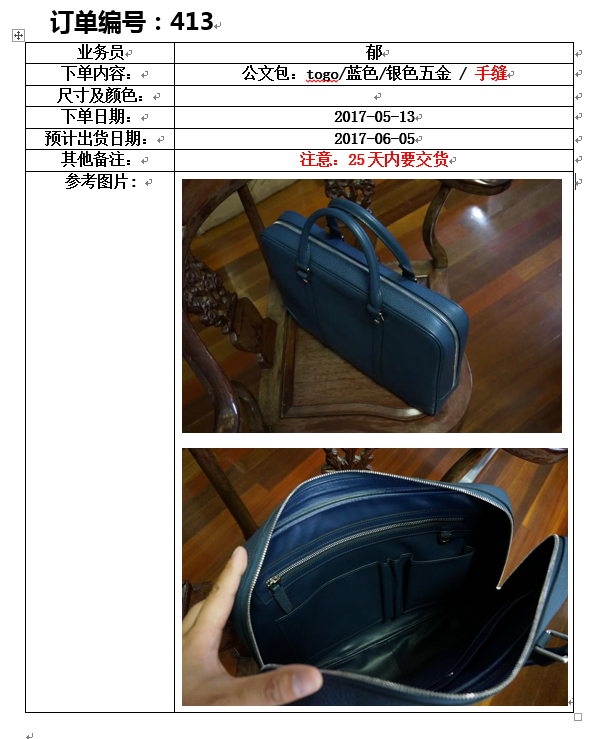 订单编号：413
业务员 郁
下单内容： 公文包：togo/蓝色/银色五金 / 手缝
尺寸及颜色：
下单日期： 2017-05-13
预计出货日期： 2017-06-05
其他备注： 注意：25天内要交货
参考图片：